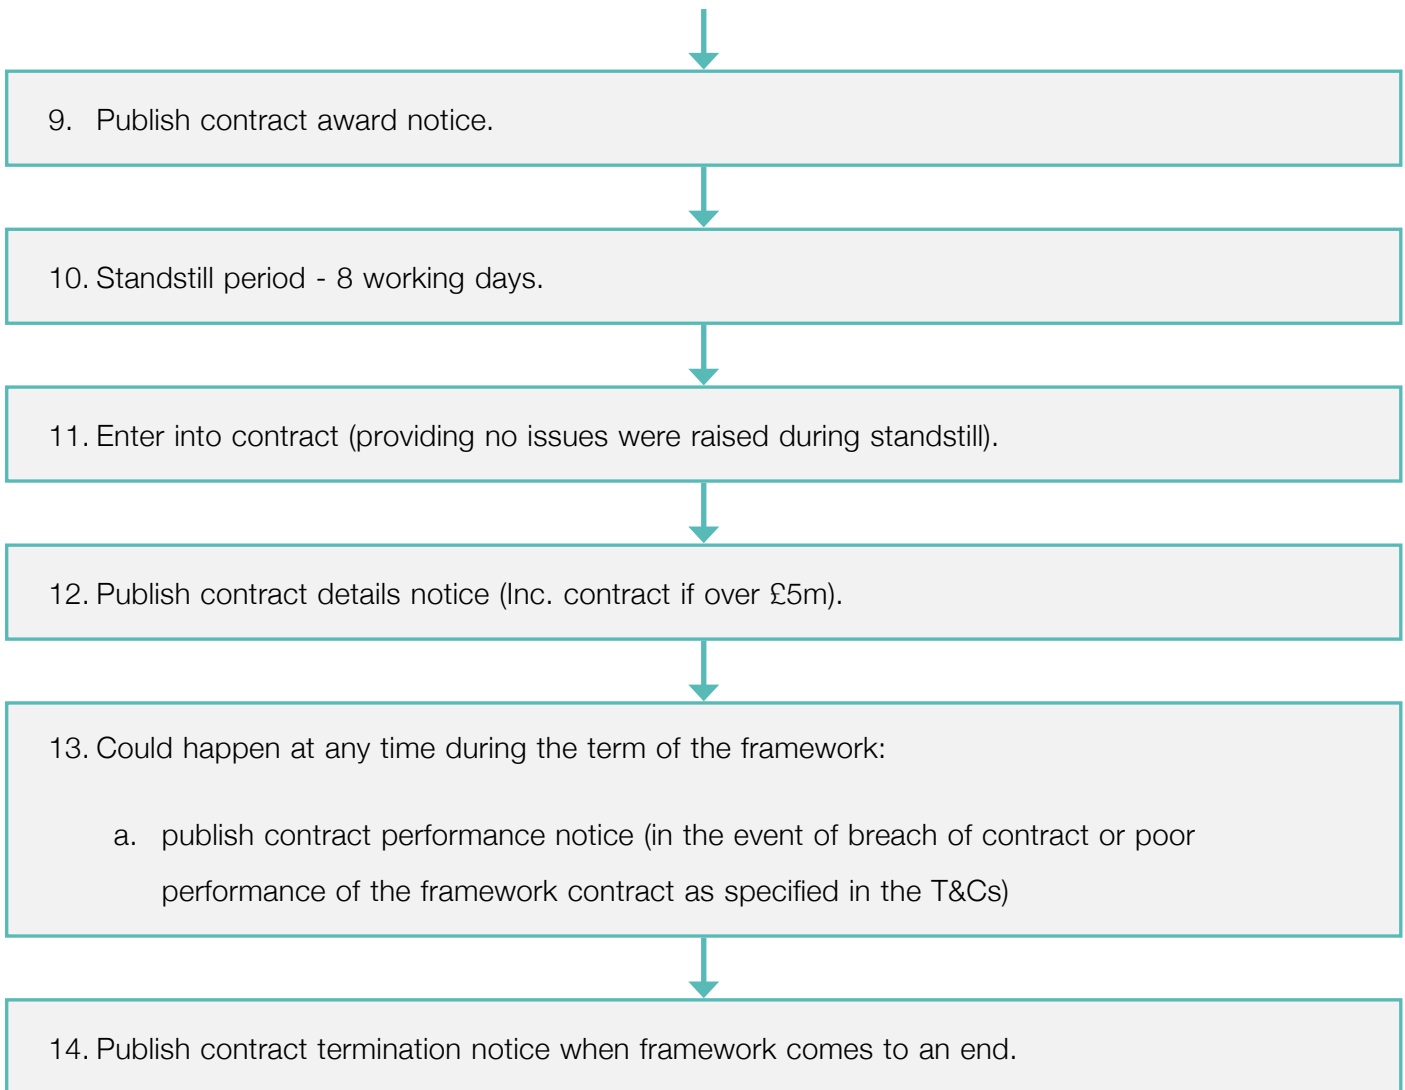 9. Publish contract award notice.
10. Standstill period - 8 working days.
11. Enter into contract (providing no issues were raised during standstill).
12. Publish contract details notice (Inc. contract if over £5m).
13. Could happen at any time during the term of the framework:
a. publish contract performance notice (in the event of breach of contract or poor
performance of the framework contract as specified in the T&Cs)
14. Publish contract termination notice when framework comes to an end.